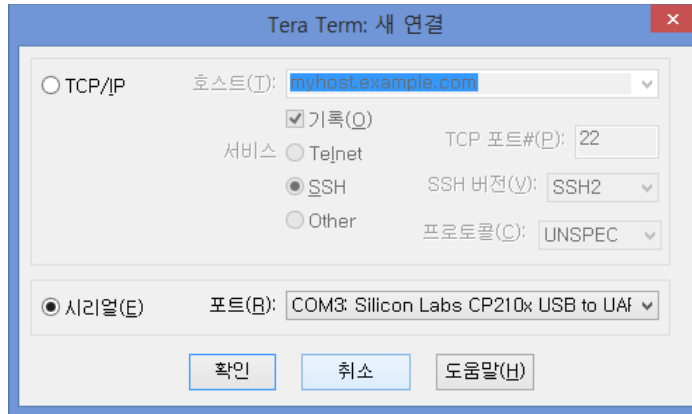 Tera Term: 새 연결
TCP/IP
호스트(T): myhost.example.com
기록(O)
서비스 Telnet
TCP 포트#(P): 22
SSH
SSH 버전(V): SSH2
Other
프로토콜(C): UNSPEC
시리얼(E) 포트(R): COM3: Silicon Labs CP210x USB to UAF
확인 취소 도움말(H)